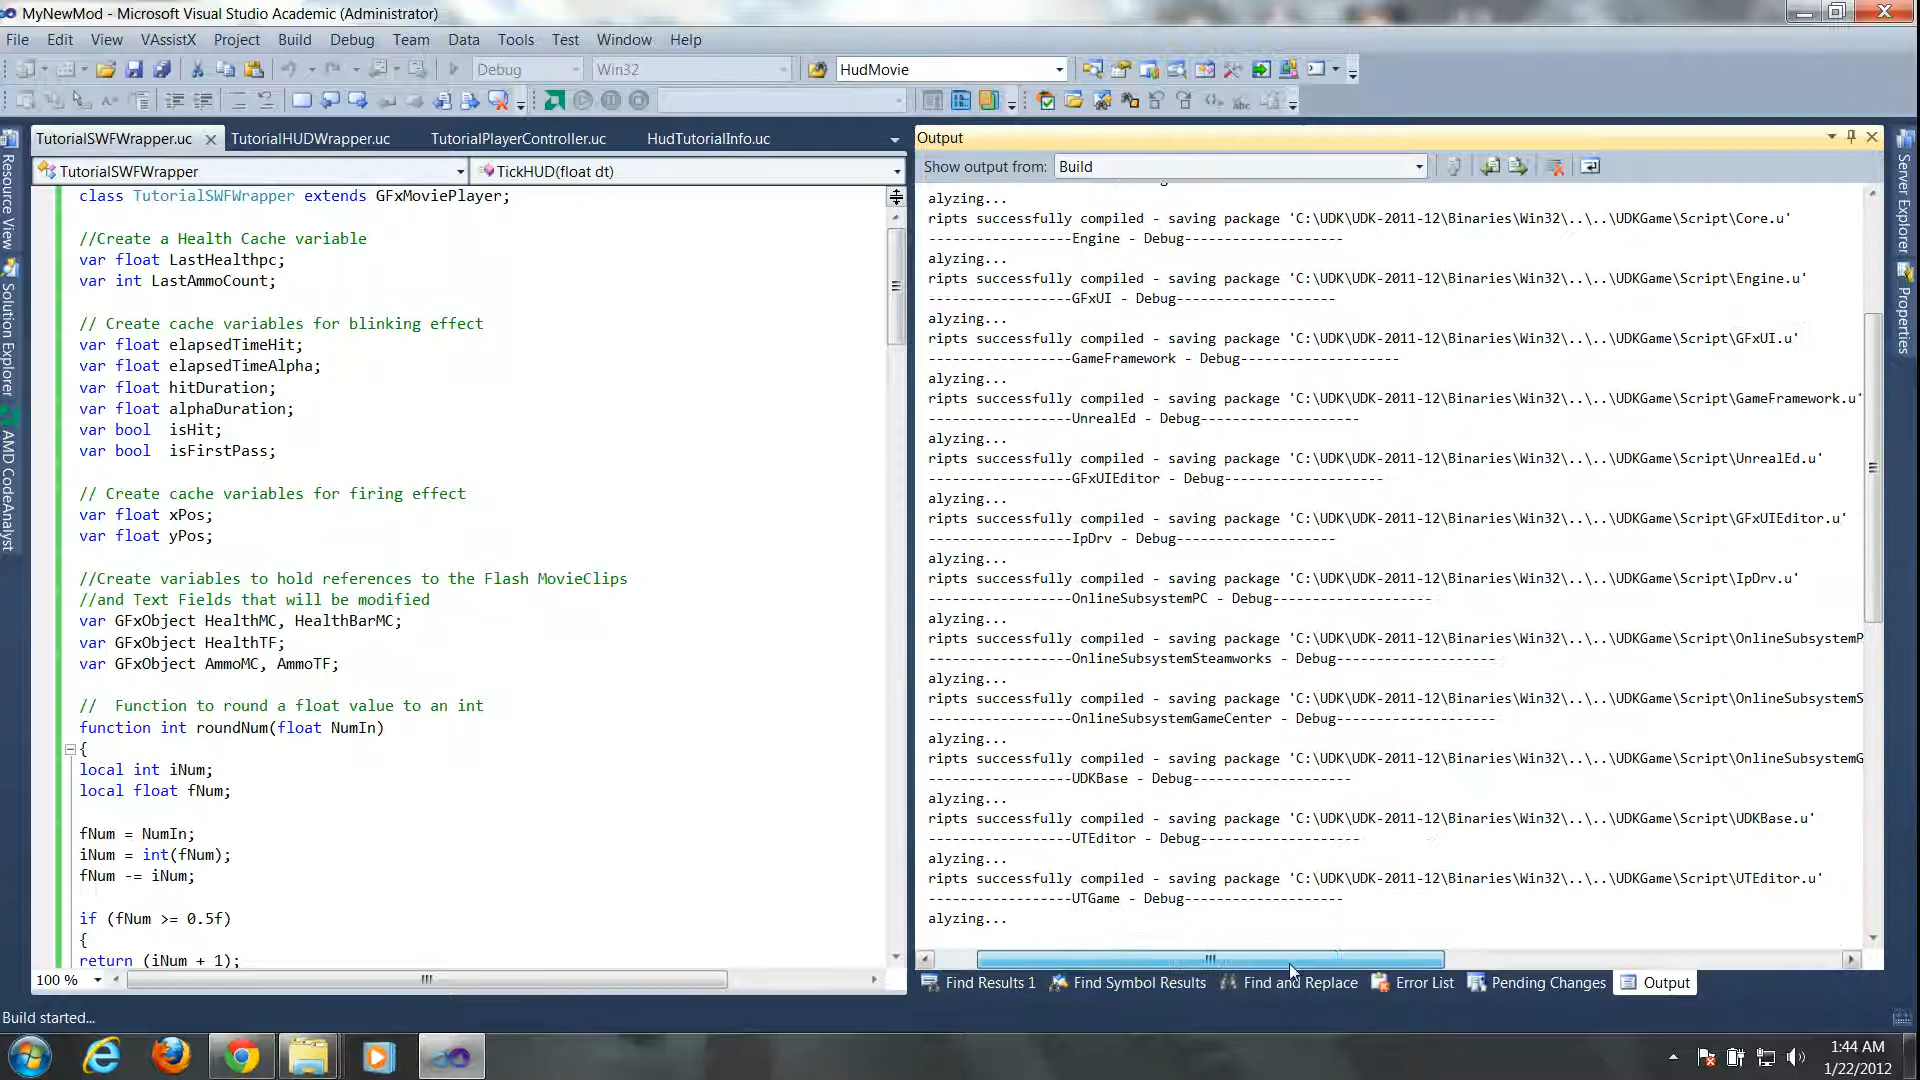 MyNewMod - Microsoft Visual Studio Academic (Administrator)
File Edit View VAssistX Project Build Debug Team Data Tools Test Window Help
Debug Win32 HudMovie
TutorialSWFWrapper.uc TutorialHUDWrapper.uc TutorialPlayerController.uc HudTutorialInfo.uc
TutorialSWFWrapper TickHUD(float dt)
class TutorialSWFWrapper extends GFxMoviePlayer;
//Create a Health Cache variable
var float LastHealthpc;
var int LastAmmoCount;
// Create cache variables for blinking effect
var float elapsedTimeHit;
var float elapsedTimeAlpha;
var float hitDuration;
var float alphaDuration;
var bool isHit;
var bool isFirstPass;
// Create cache variables for firing effect
var float xPos;
var float yPos;
//Create variables to hold references to the Flash MovieClips
//and Text Fields that will be modified
var GFxObject HealthMC, HealthBarMC;
var GFxObject HealthTF;
var GFxObject AmmoMC, AmmoTF;
// Function to round a float value to an int
function int roundNum(float NumIn)
{
local int iNum;
local float fNum;
fNum = NumIn;
iNum = int(fNum);
fNum -= iNum;
if (fNum >= 0.5f)
{
return (iNum + 1);
100 %
Output
Show output from: Build
alyzing...
ripts successfully compiled - saving package 'C:\UDK\UDK-2011-12\Binaries\Win32\..\..\UDKGame\Script\Core.u'
------------------Engine - Debug--------------------
alyzing...
ripts successfully compiled - saving package 'C:\UDK\UDK-2011-12\Binaries\Win32\..\..\UDKGame\Script\Engine.u'
------------------GFxUI - Debug--------------------
alyzing...
ripts successfully compiled - saving package 'C:\UDK\UDK-2011-12\Binaries\Win32\..\..\UDKGame\Script\GFxUI.u'
------------------GameFramework - Debug--------------------
alyzing...
ripts successfully compiled - saving package 'C:\UDK\UDK-2011-12\Binaries\Win32\..\..\UDKGame\Script\GameFramework.u'
------------------UnrealEd - Debug--------------------
alyzing...
ripts successfully compiled - saving package 'C:\UDK\UDK-2011-12\Binaries\Win32\..\..\UDKGame\Script\UnrealEd.u'
------------------GFxUIEditor - Debug--------------------
alyzing...
ripts successfully compiled - saving package 'C:\UDK\UDK-2011-12\Binaries\Win32\..\..\UDKGame\Script\GFxUIEditor.u'
------------------IpDrv - Debug--------------------
alyzing...
ripts successfully compiled - saving package 'C:\UDK\UDK-2011-12\Binaries\Win32\..\..\UDKGame\Script\IpDrv.u'
------------------OnlineSubsystemPC - Debug--------------------
alyzing...
ripts successfully compiled - saving package 'C:\UDK\UDK-2011-12\Binaries\Win32\..\..\UDKGame\Script\OnlineSubsystemP
------------------OnlineSubsystemSteamworks - Debug--------------------
alyzing...
ripts successfully compiled - saving package 'C:\UDK\UDK-2011-12\Binaries\Win32\..\..\UDKGame\Script\OnlineSubsystemS
------------------OnlineSubsystemGameCenter - Debug--------------------
alyzing...
ripts successfully compiled - saving package 'C:\UDK\UDK-2011-12\Binaries\Win32\..\..\UDKGame\Script\OnlineSubsystemG
------------------UDKBase - Debug--------------------
alyzing...
ripts successfully compiled - saving package 'C:\UDK\UDK-2011-12\Binaries\Win32\..\..\UDKGame\Script\UDKBase.u'
------------------UTEditor - Debug--------------------
alyzing...
ripts successfully compiled - saving package 'C:\UDK\UDK-2011-12\Binaries\Win32\..\..\UDKGame\Script\UTEditor.u'
------------------UTGame - Debug--------------------
alyzing...
Find Results 1 Find Symbol Results Find and Replace Error List Pending Changes Output
Resource View
Solution Explorer
AMD CodeAnalyst
Server Explorer
Properties
Build started...
1:44 AM
1/22/2012